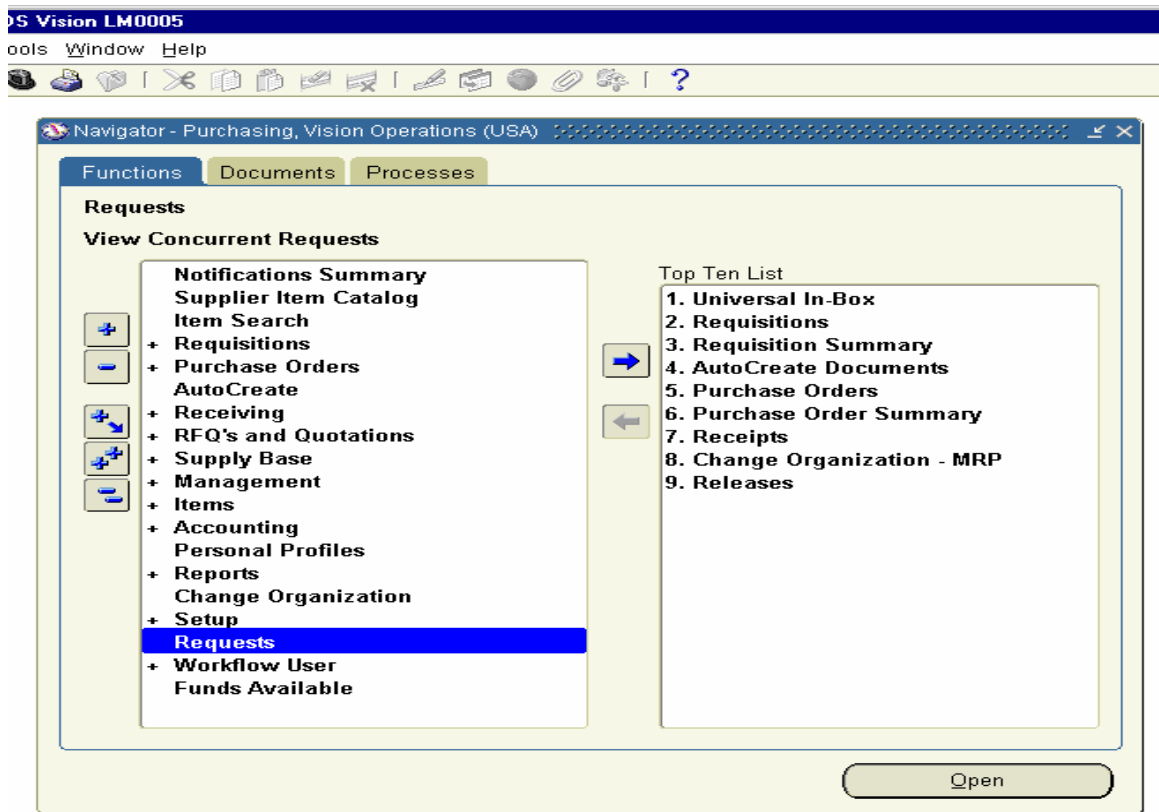 OS Vision LM0005
ools Window Help
Navigator - Purchasing, Vision Operations (USA)
Functions Documents Processes
Requests
View Concurrent Requests
Notifications Summary
Supplier Item Catalog
Item Search
+ Requisitions
+ Purchase Orders
AutoCreate
+ Receiving
+ RFQ's and Quotations
+ Supply Base
+ Management
+ Items
+ Accounting
Personal Profiles
+ Reports
Change Organization
+ Setup
Requests
+ Workflow User
Funds Available
Top Ten List
1. Universal In-Box
2. Requisitions
3. Requisition Summary
4. AutoCreate Documents
5. Purchase Orders
6. Purchase Order Summary
7. Receipts
8. Change Organization - MRP
9. Releases
Open